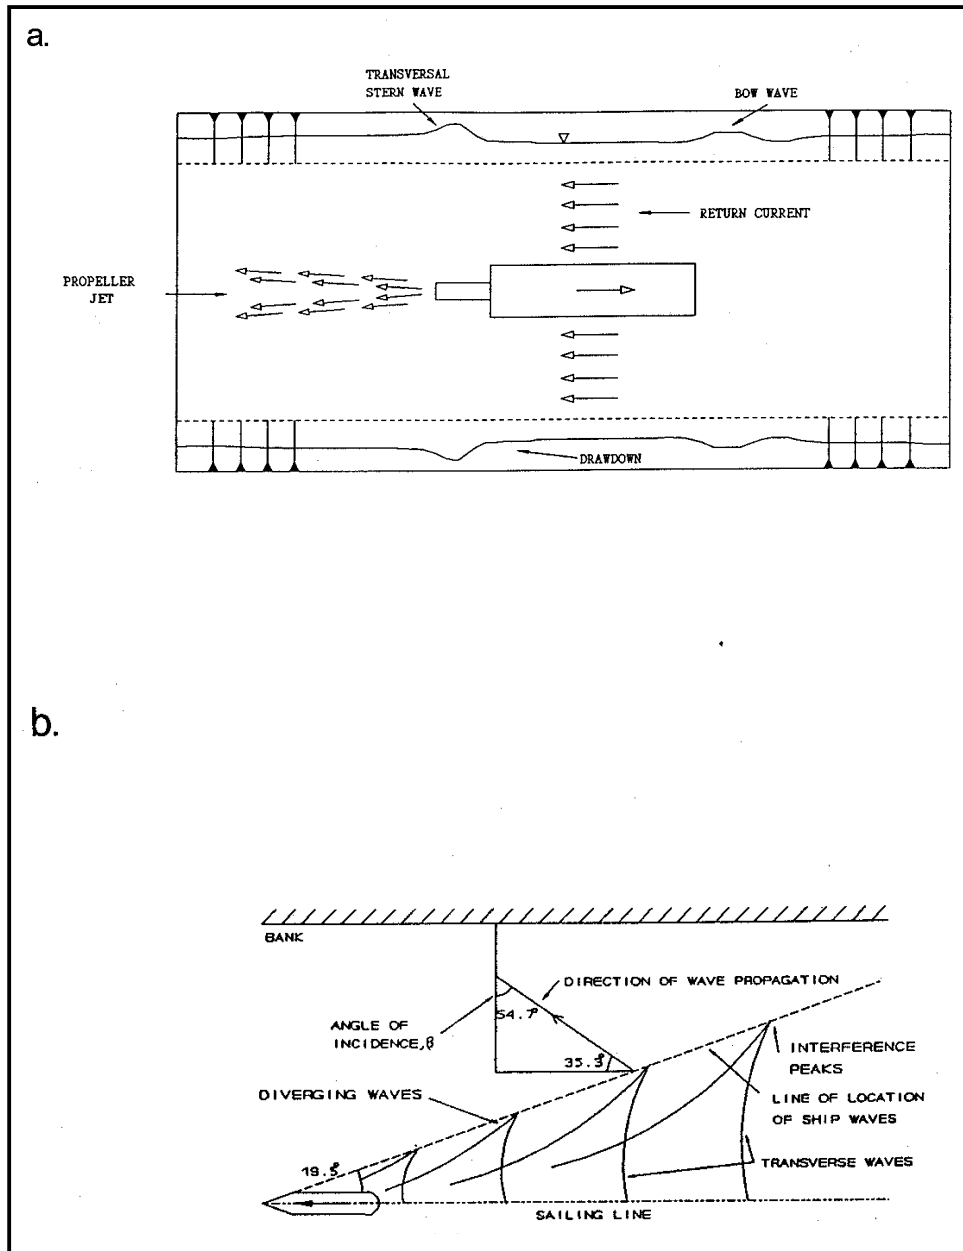 a.
TRANSVERSAL
STERN WAVE
BOW WAVE
RETURN CURRENT
PROPELLER
JET
DRAWDOWN
b.
BANK
DIRECTION OF WAVE PROPAGATION
54.7°
ANGLE OF
INCIDENCE,β
35.3°
INTERFERENCE
PEAKS
DIVERGING WAVES
LINE OF LOCATION
OF SHIP WAVES
19.5°
TRANSVERSE WAVES
SAILING LINE